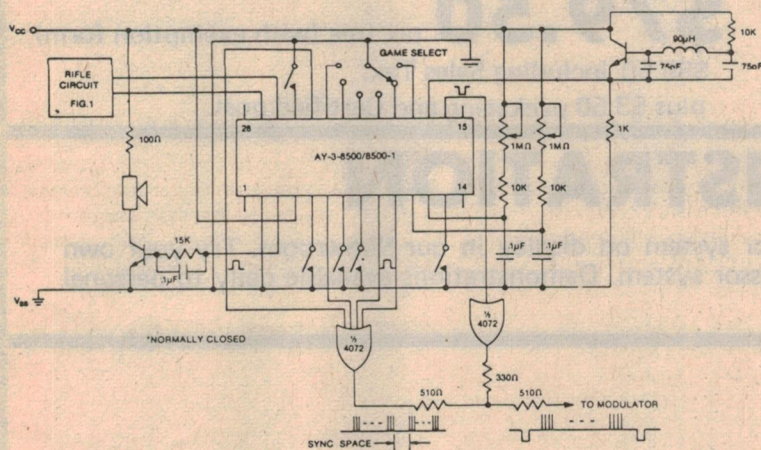 VCC
RIFLE
CIRCUIT
FIG.1
GAME SELECT
90μH
10K
75pF
75pF
100Ω
28
15
AY-3-8500/8500-1
1
14
1MΩ
1MΩ
1K
10K
10K
15K
.1μF
.1μF
.1μF
VSS
*NORMALLY CLOSED
½
4072
½
4072
330Ω
510Ω
510Ω
TO MODULATOR
SYNC SPACE